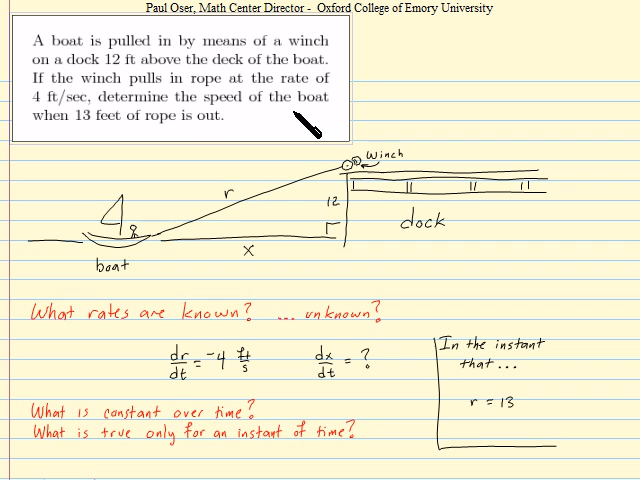 Paul Oser, Math Center Director - Oxford College of Emory University
A boat is pulled in by means of a winch
on a dock 12 ft above the deck of the boat.
If the winch pulls in rope at the rate of
4 ft/sec, determine the speed of the boat
when 13 feet of rope is out.
winch
r
12
dock
x
boat
What rates are known? ... unknown?
dr/dt = -4 ft/s dx/dt = ?
In the instant
that...
r = 13
What is constant over time?
What is true only for an instant of time?